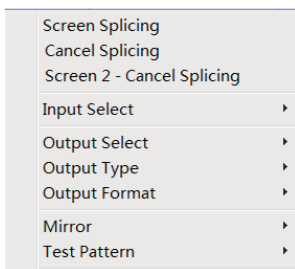 Screen Splicing
Cancel Splicing
Screen 2 - Cancel Splicing
Input Select
Output Select
Output Type
Output Format
Mirror
Test Pattern